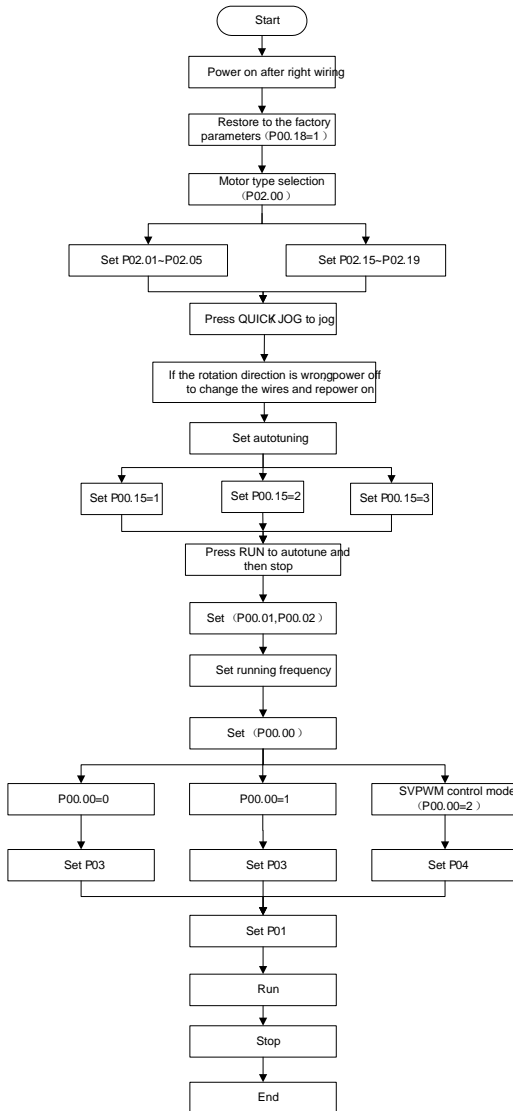 Start
Power on after right wiring
Restore to the factory
parameters（P00.18=1）
Motor type selection
（P02.00）
Set P02.01~P02.05
Set P02.15~P02.19
Press QUICK JOG to jog
If the rotation direction is wrongpower off
to change the wires and repower on
Set autotuning
Set P00.15=1
Set P00.15=2
Set P00.15=3
Press RUN to autotune and
then stop
Set （P00.01,P00.02）
Set running frequency
Set （P00.00）
P00.00=0
P00.00=1
SVPWM control mode
（P00.00=2）
Set P03
Set P03
Set P04
Set P01
Run
Stop
End